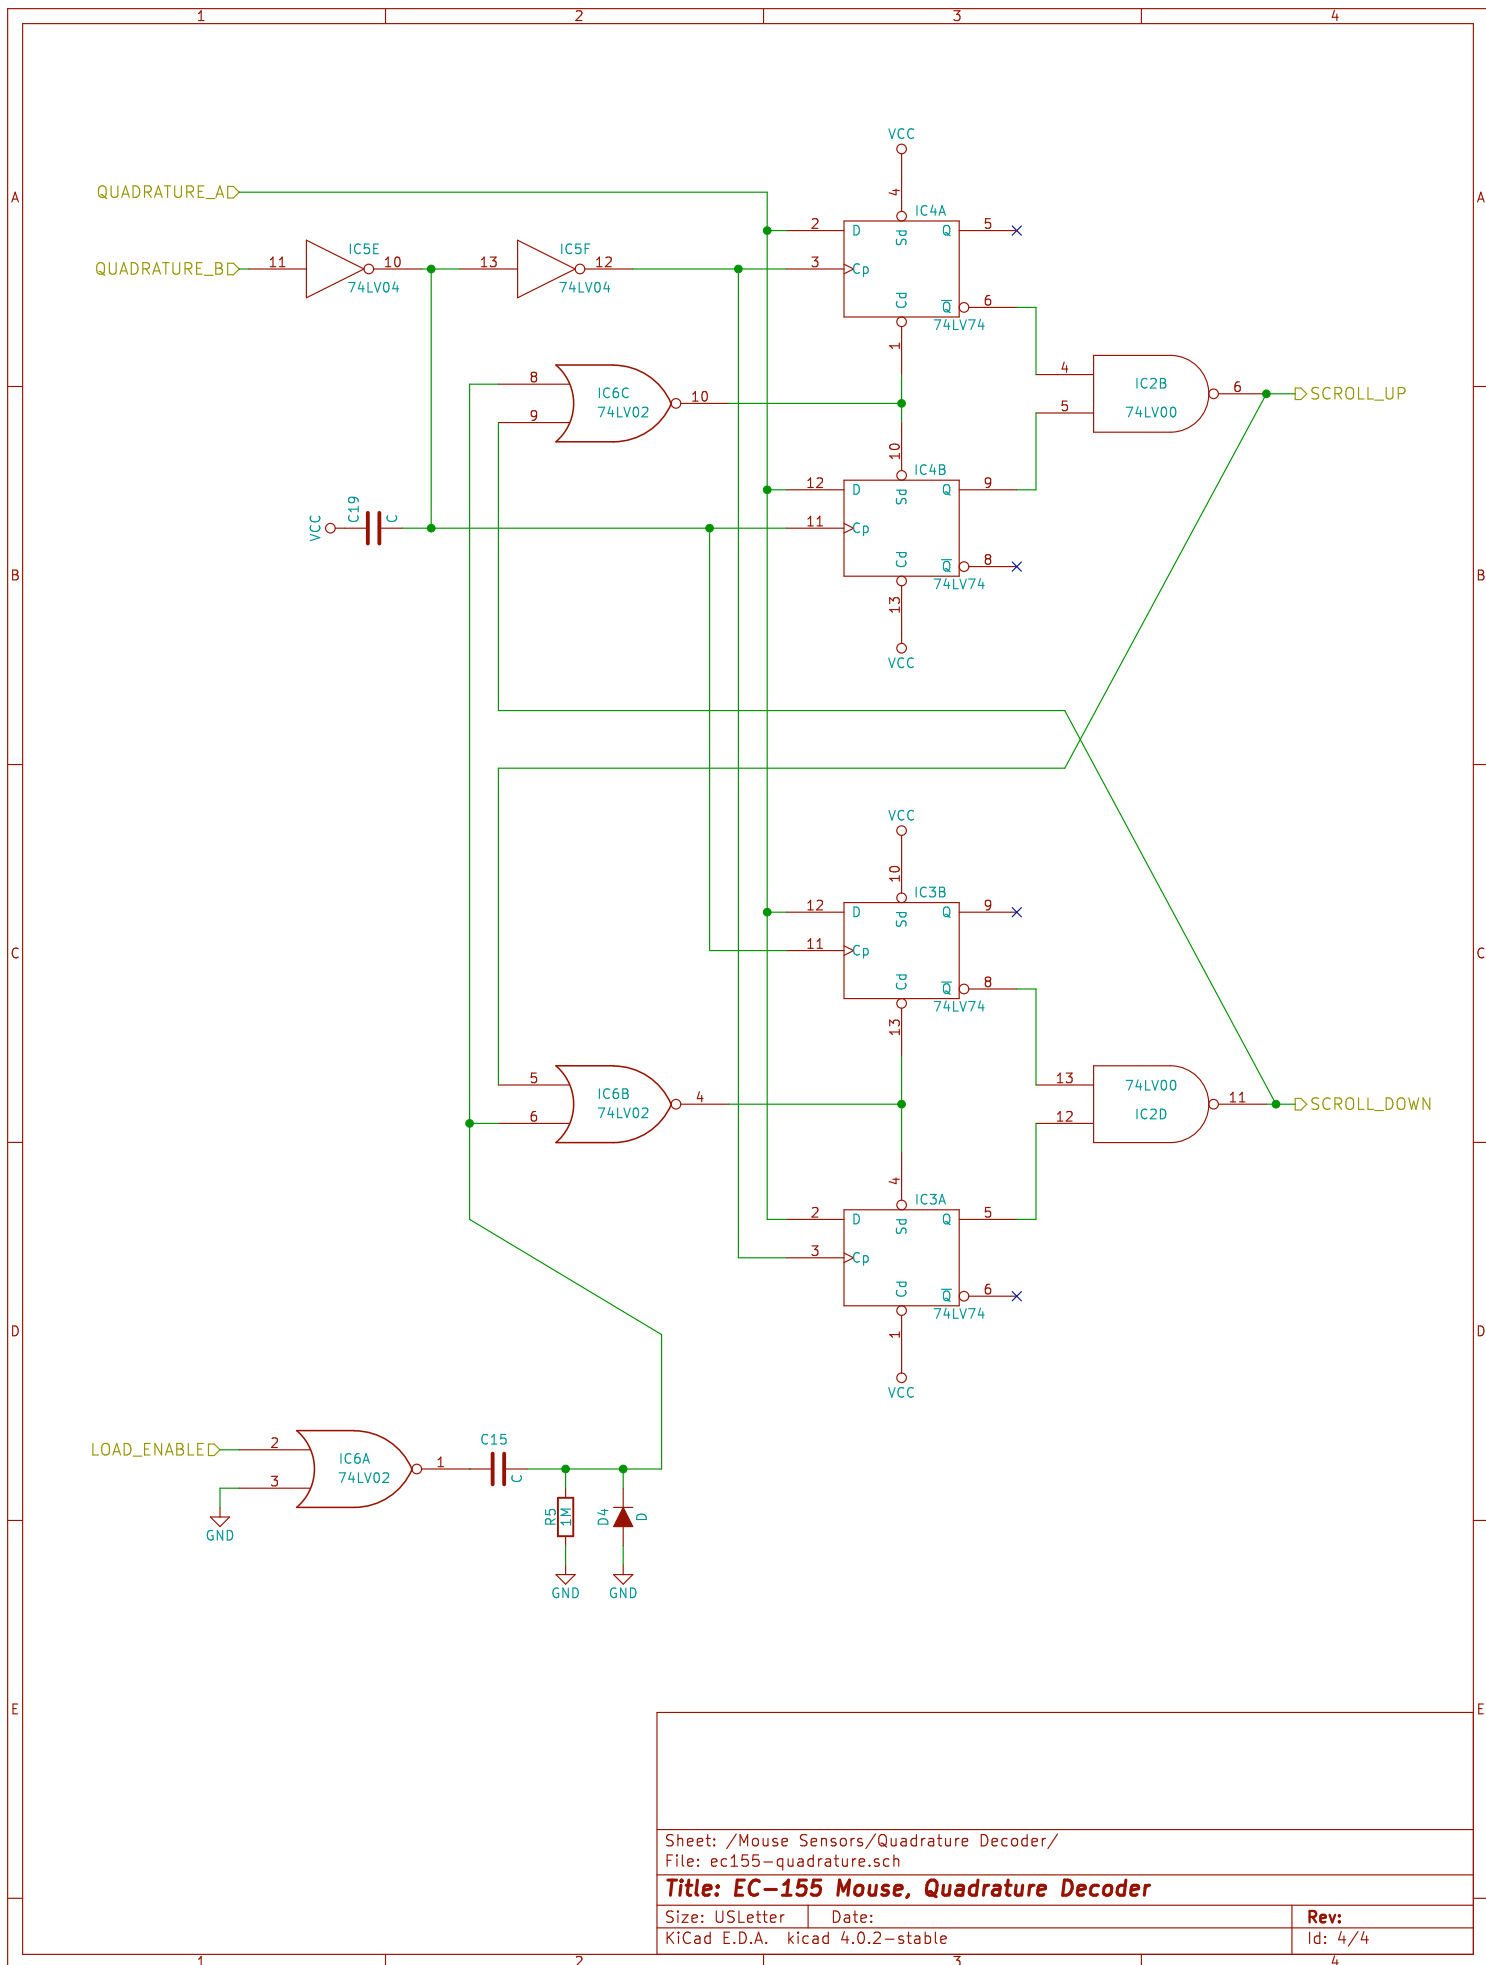 1 2 3 4
VCC
4
A QUADRATURE_A A
IC4A
2 D Sd Q 5
IC5E IC5F
QUADRATURE_B 11 10 13 12 3 Cp
74LV04 74LV04
Cd Q 6
74LV74
1
8 IC6C 10 4 IC2B 6 SCROLL_UP
9 74LV02 5 74LV00
10
IC4B
12 D Sd Q 9
C19
VCC C 11 Cp
B Cd Q 8 B
74LV74
13
VCC
VCC
10
IC3B
12 D Sd Q 9
C 11 Cp C
Cd Q 8
74LV74
13
5 IC6B 4 13 74LV00 11 SCROLL_DOWN
6 74LV02 12 IC2D
4
IC3A
2 D Sd Q 5
3 Cp
Cd Q 6
74LV74
D 1 D
VCC
C15
LOAD_ENABLE 2 IC6A 1 C
3 74LV02
GND
R5 1M D4 D
GND GND
E E
Sheet: /Mouse Sensors/Quadrature Decoder/
File: ec155-quadrature.sch
Title: EC-155 Mouse, Quadrature Decoder
Size: USLetter Date: Rev:
KiCad E.D.A. kicad 4.0.2-stable Id: 4/4
1 2 3 4